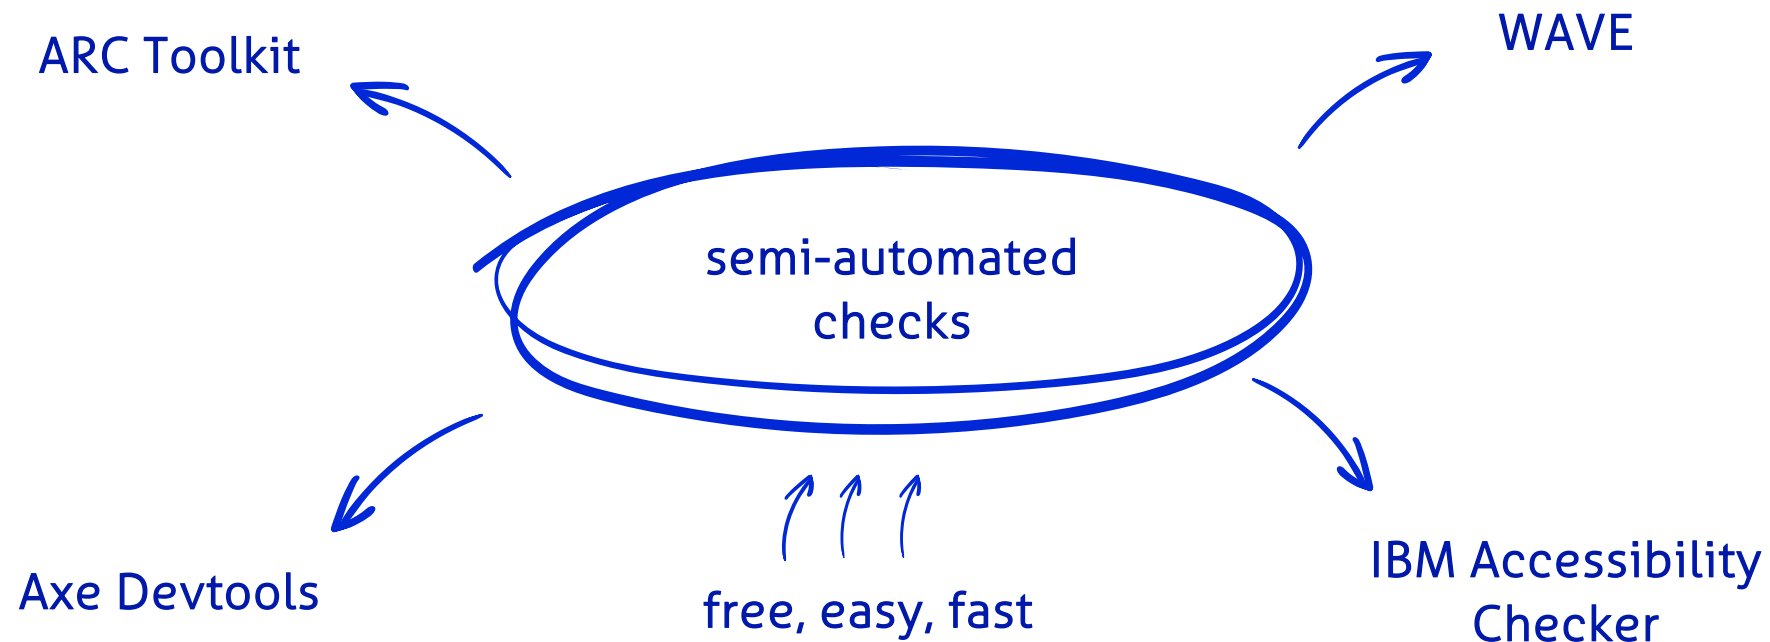 ARC Toolkit
WAVE
semi-automated
checks
Axe Devtools
free, easy, fast
IBM Accessibility
Checker